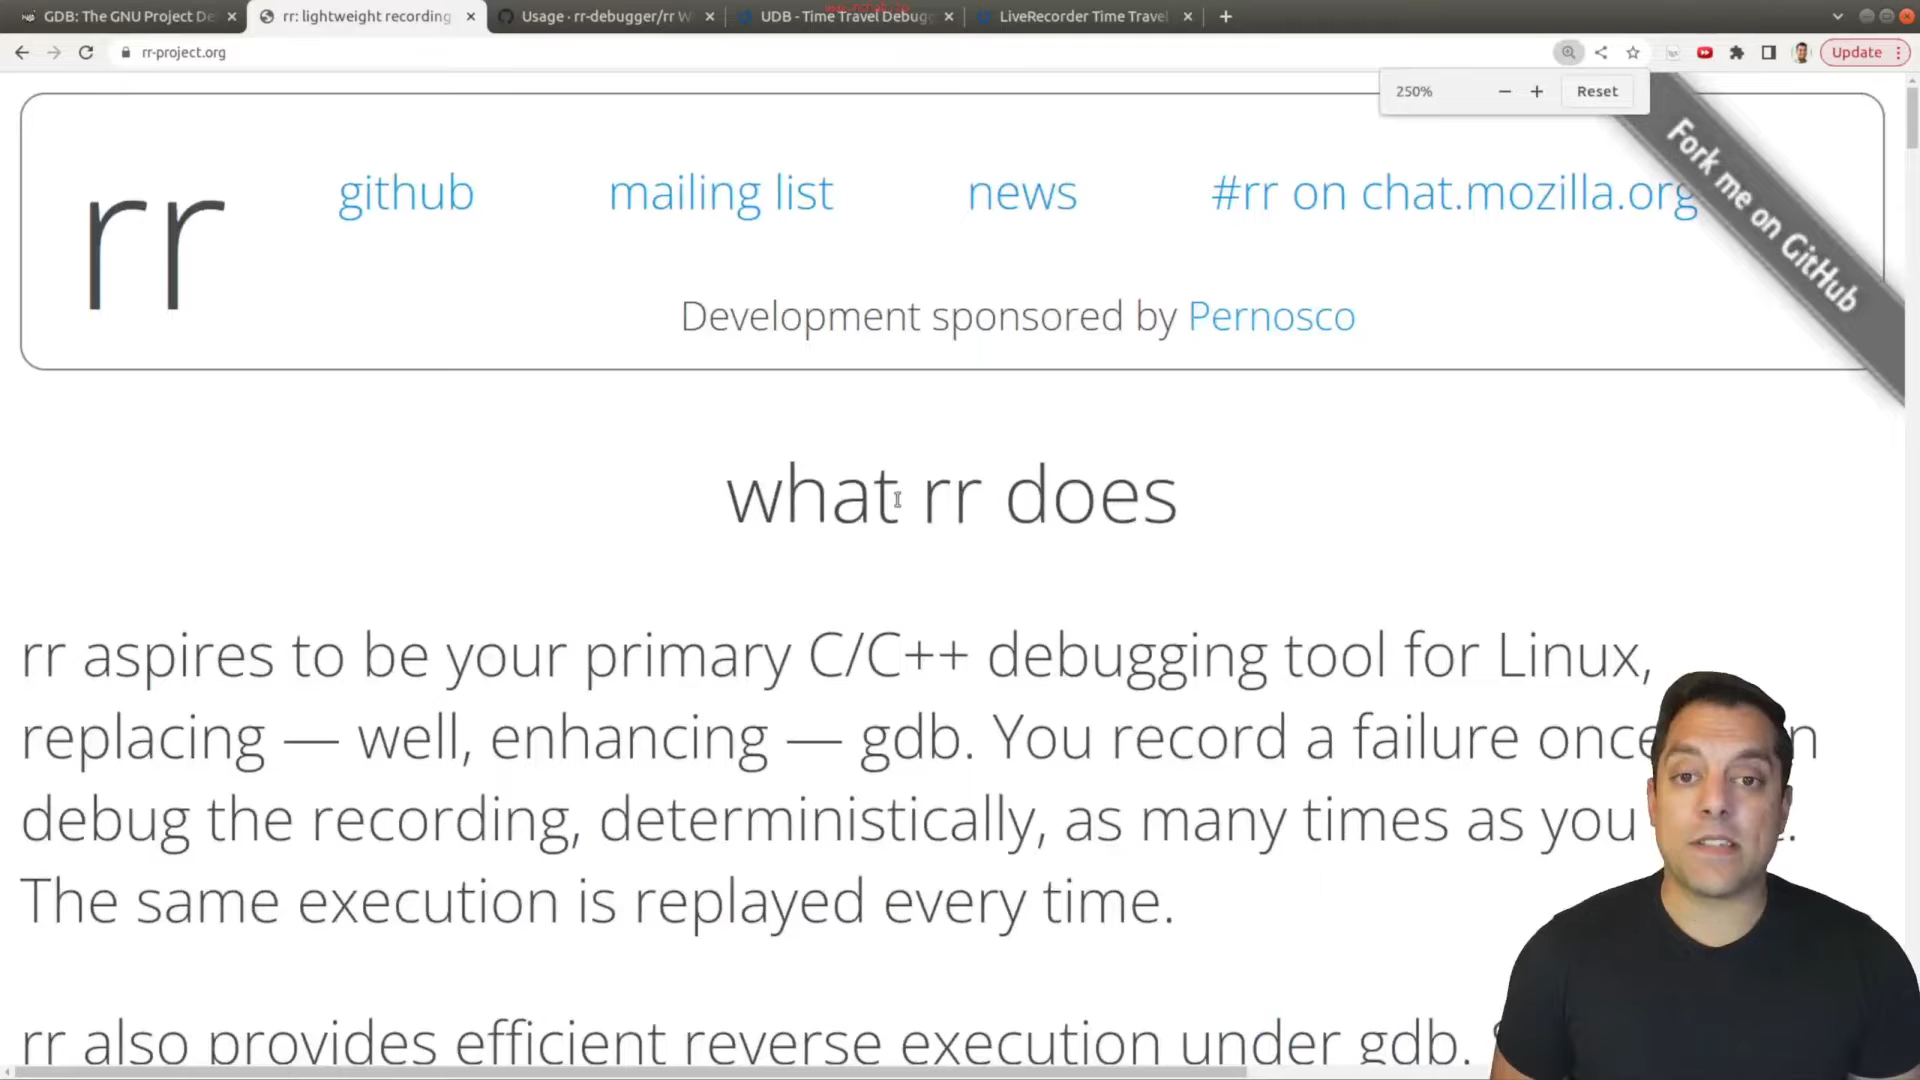 GDB: The GNU Project De
rr: lightweight recording
Usage · rr-debugger/rr W
UDB - Time Travel Debug
LiveRecorder Time Travel
rr-project.org
Update
250%
Reset
Fork me on GitHub
rr
github
mailing list
news
#rr on chat.mozilla.org
Development sponsored by Pernosco
what rr does
rr aspires to be your primary C/C++ debugging tool for Linux,
replacing — well, enhancing — gdb. You record a failure once
debug the recording, deterministically, as many times as you
The same execution is replayed every time.
rr also provides efficient reverse execution under gdb.